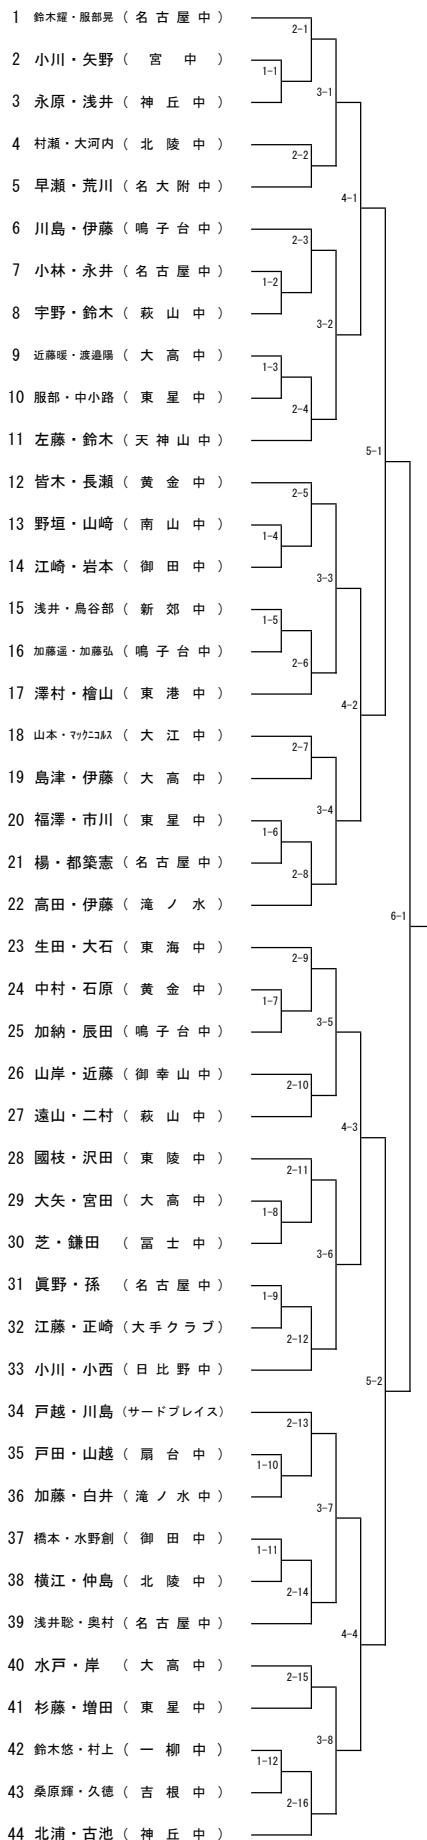 1 鈴木耀・服部晃 (名古屋中)
2-1
2 小川・矢野 (宮中)
1-1
3 永原・浅井 (神丘中)
3-1
4 村瀬・大河内 (北陵中)
2-2
5 早瀬・荒川 (名大附中)
4-1
6 川島・伊藤 (鳴子台中)
2-3
7 小林・永井 (名古屋中)
1-2
8 宇野・鈴木 (萩山中)
3-2
9 近藤暖・渡邉陽 (大高中)
1-3
10 服部・中小路 (東星中)
2-4
11 左藤・鈴木 (天神山中)
5-1
12 皆木・長瀬 (黄金中)
2-5
13 野垣・山﨑 (南山中)
1-4
14 江崎・岩本 (御田中)
3-3
15 浅井・鳥谷部 (新郊中)
1-5
16 加藤遥・加藤弘 (鳴子台中)
2-6
17 澤村・檜山 (東港中)
4-2
18 山本・マックニコルス (大江中)
2-7
19 島津・伊藤 (大高中)
3-4
20 福澤・市川 (東星中)
1-6
21 楊・都築憲 (名古屋中)
2-8
22 高田・伊藤 (滝ノ水)
6-1
23 生田・大石 (東海中)
2-9
24 中村・石原 (黄金中)
1-7
25 加納・辰田 (鳴子台中)
3-5
26 山岸・近藤 (御幸山中)
2-10
27 遠山・二村 (萩山中)
4-3
28 國枝・沢田 (東陵中)
2-11
29 大矢・宮田 (大高中)
1-8
30 芝・鎌田 (冨士中)
3-6
31 眞野・孫 (名古屋中)
1-9
32 江藤・正崎 (大手クラブ)
2-12
33 小川・小西 (日比野中)
5-2
34 戸越・川島 (サードプレイス)
2-13
35 戸田・山越 (扇台中)
1-10
36 加藤・白井 (滝ノ水中)
3-7
37 橋本・水野創 (御田中)
1-11
38 横江・仲島 (北陵中)
2-14
39 浅井聡・奥村 (名古屋中)
4-4
40 水戸・岸 (大高中)
2-15
41 杉藤・増田 (東星中)
3-8
42 鈴木悠・村上 (一柳中)
1-12
43 桑原輝・久德 (吉根中)
2-16
44 北浦・古池 (神丘中)